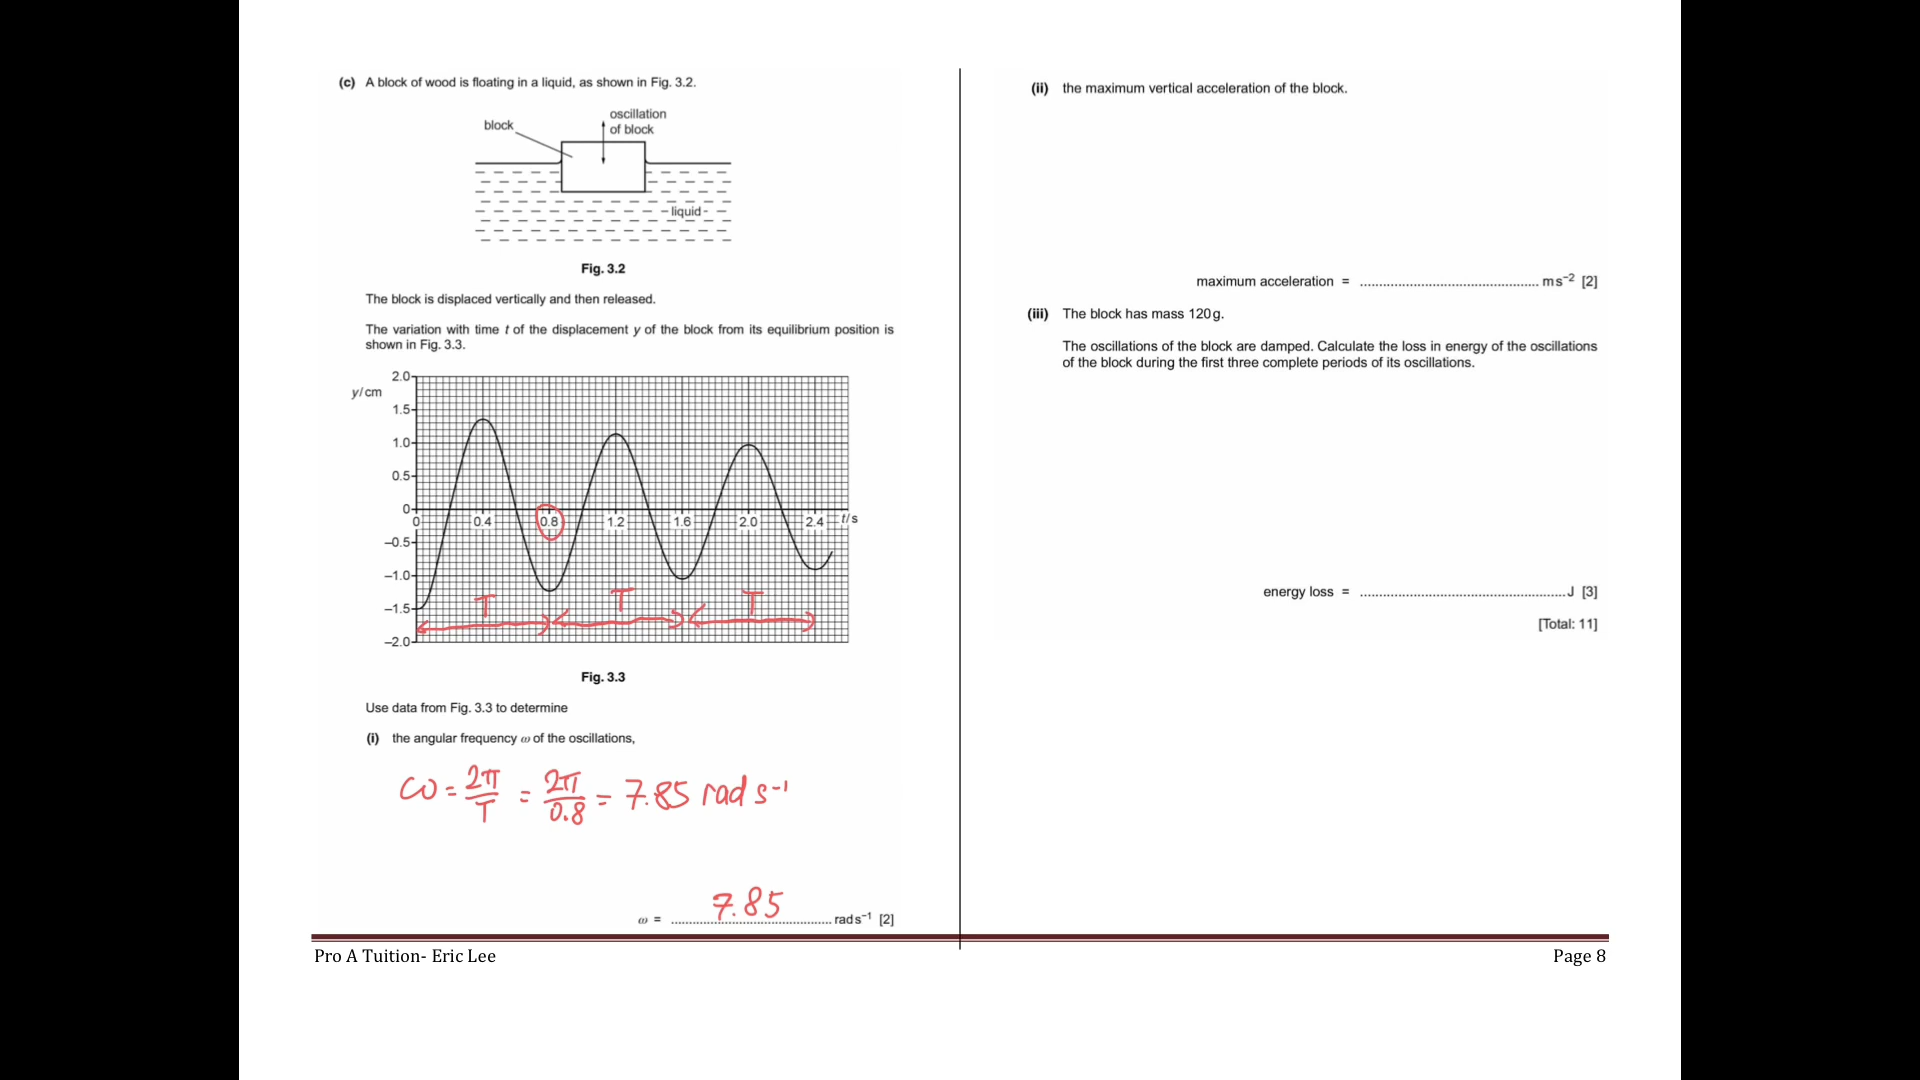 (c) A block of wood is floating in a liquid, as shown in Fig. 3.2.
block
oscillation
of block
liquid
Fig. 3.2
The block is displaced vertically and then released.
The variation with time t of the displacement y of the block from its equilibrium position is
shown in Fig. 3.3.
y/cm
2.0
1.5
1.0
0.5
0
0 0.4 0.8 1.2 1.6 2.0 2.4 t/s
-0.5
-1.0
-1.5
-2.0
T T T
Fig. 3.3
Use data from Fig. 3.3 to determine
(i) the angular frequency ω of the oscillations,
ω = 2π/T = 2π/0.8 = 7.85 rad s⁻¹
ω = 7.85 rad s⁻¹ [2]
(ii) the maximum vertical acceleration of the block.
maximum acceleration = ............................................... m s⁻² [2]
(iii) The block has mass 120 g.
The oscillations of the block are damped. Calculate the loss in energy of the oscillations
of the block during the first three complete periods of its oscillations.
energy loss = ...................................................... J [3]
[Total: 11]
Pro A Tuition- Eric Lee
Page 8